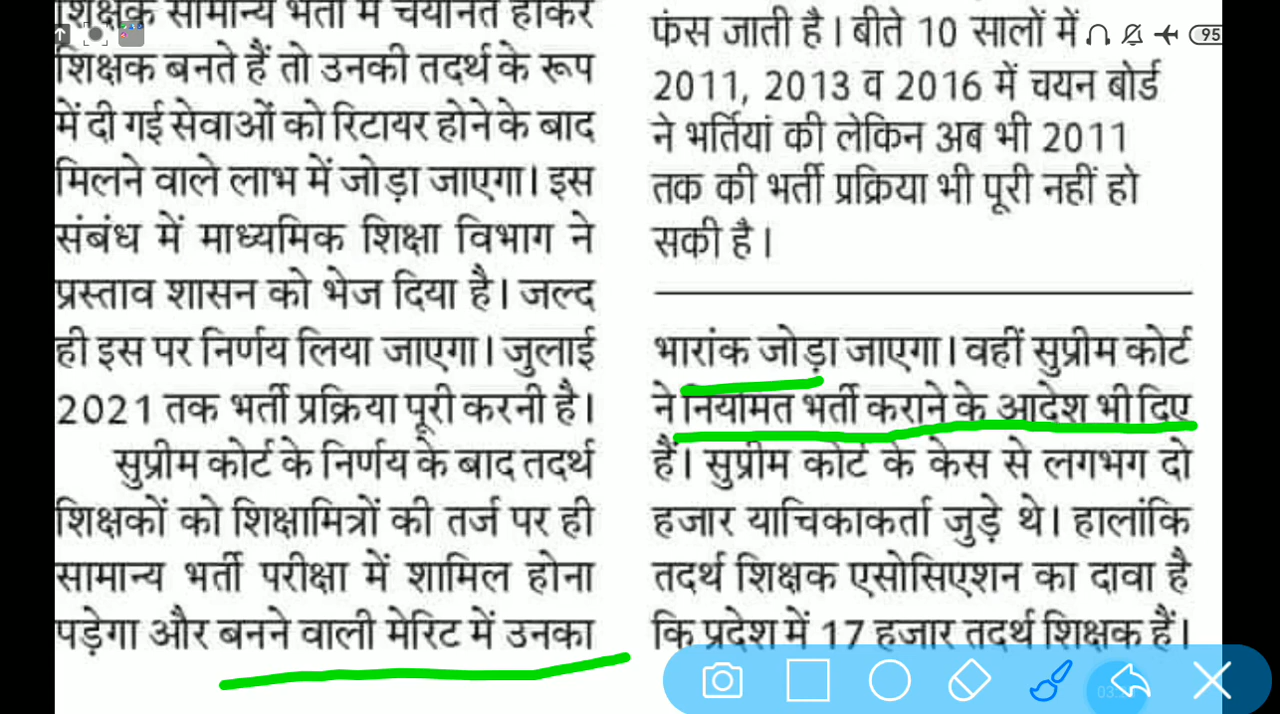 शिक्षक सामान्य भर्ती में चयनित होकर
शिक्षक बनते हैं तो उनकी तदर्थ के रूप
में दी गई सेवाओं को रिटायर होने के बाद
मिलने वाले लाभ में जोड़ा जाएगा। इस
संबंध में माध्यमिक शिक्षा विभाग ने
प्रस्ताव शासन को भेज दिया है। जल्द
ही इस पर निर्णय लिया जाएगा। जुलाई
2021 तक भर्ती प्रक्रिया पूरी करनी है।
सुप्रीम कोर्ट के निर्णय के बाद तदर्थ
शिक्षकों को शिक्षामित्रों की तर्ज पर ही
सामान्य भर्ती परीक्षा में शामिल होना
पड़ेगा और बनने वाली मेरिट में उनका
फंस जाती है। बीते 10 सालों में
2011, 2013 व 2016 में चयन बोर्ड
ने भर्तियां की लेकिन अब भी 2011
तक की भर्ती प्रक्रिया भी पूरी नहीं हो
सकी है।
भारांक जोड़ा जाएगा। वहीं सुप्रीम कोर्ट
ने नियमित भर्ती कराने के आदेश भी दिए
हैं। सुप्रीम कोर्ट के केस से लगभग दो
हजार याचिकाकर्ता जुड़े थे। हालांकि
तदर्थ शिक्षक एसोसिएशन का दावा है
कि प्रदेश में 17 हजार तदर्थ शिक्षक हैं।
95